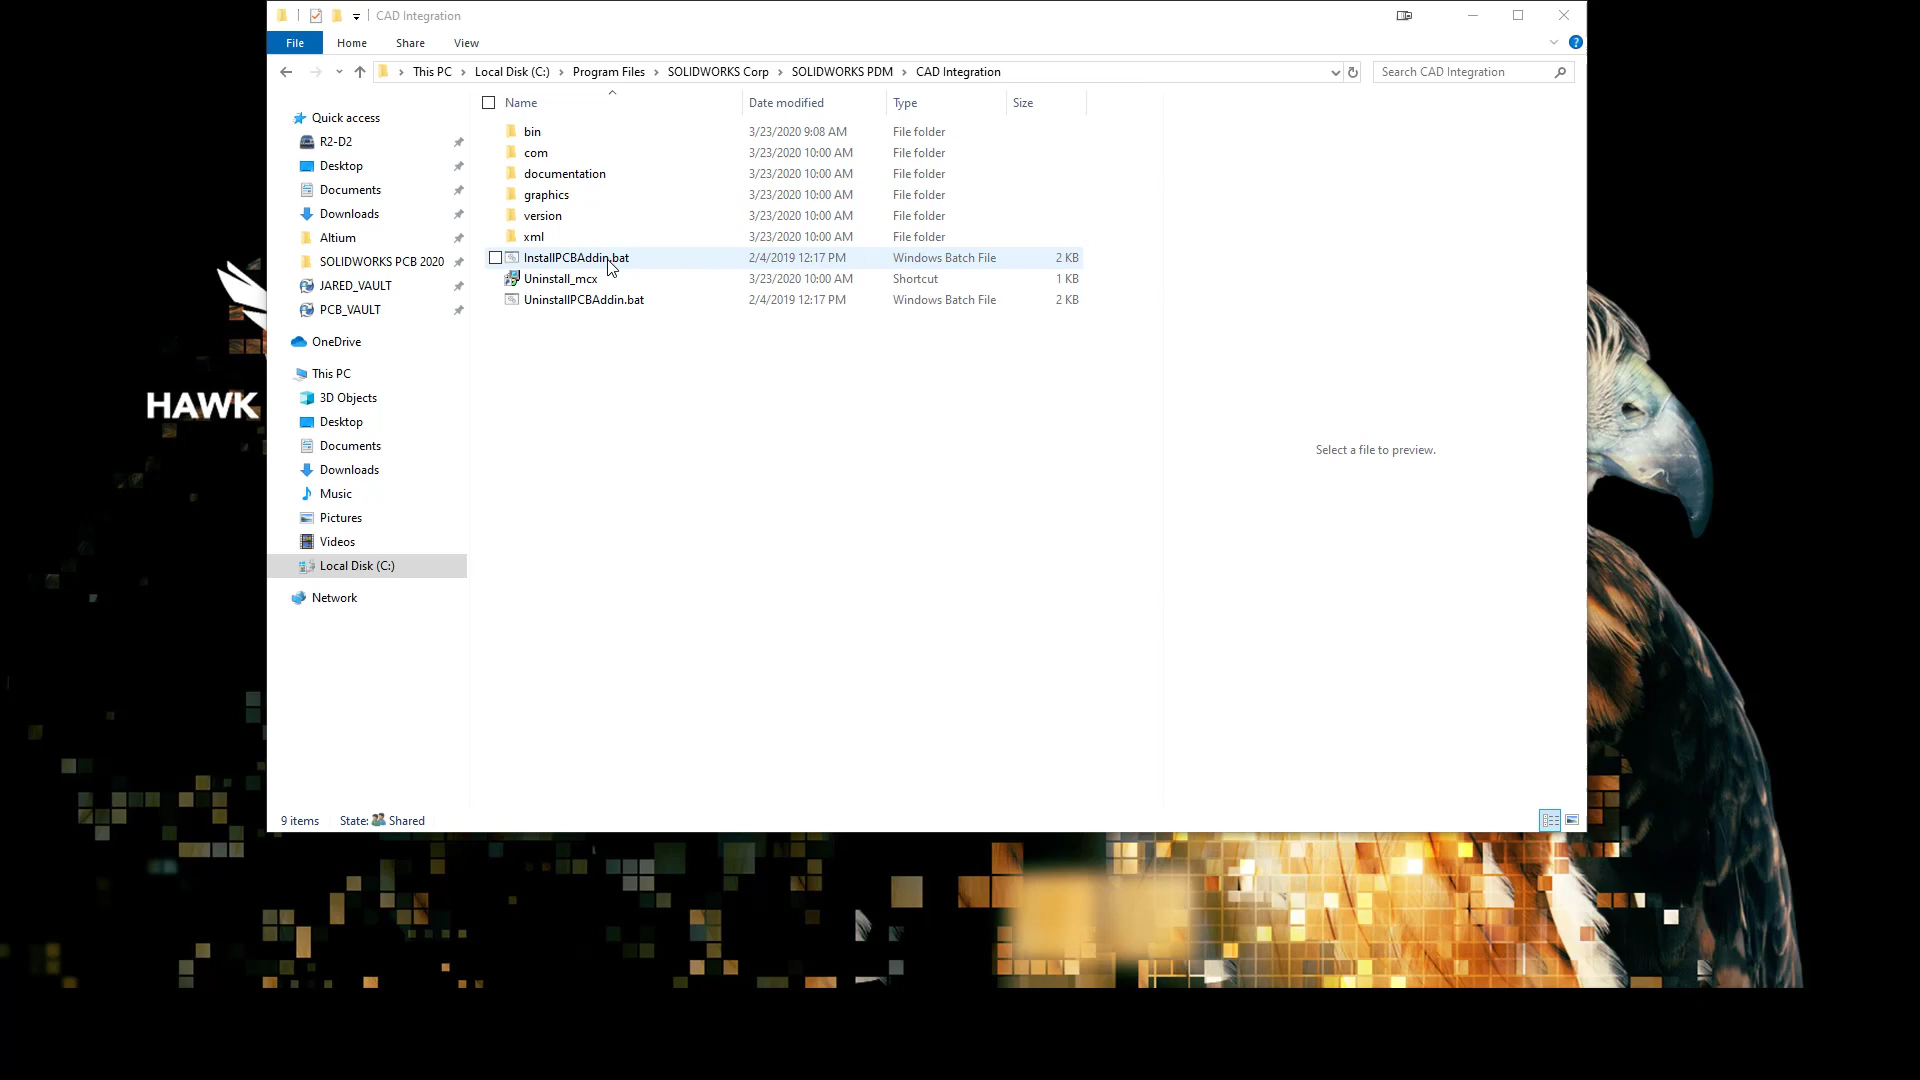 CAD Integration
File Home Share View
This PC Local Disk (C:) Program Files SOLIDWORKS Corp SOLIDWORKS PDM CAD Integration
Search CAD Integration
Name Date modified Type Size
Quick access
R2-D2
Desktop
Documents
Downloads
Altium
SOLIDWORKS PCB 2020
JARED_VAULT
PCB_VAULT
OneDrive
This PC
3D Objects
Desktop
Documents
Downloads
Music
Pictures
Videos
Local Disk (C:)
Network
bin 3/23/2020 9:08 AM File folder
com 3/23/2020 10:00 AM File folder
documentation 3/23/2020 10:00 AM File folder
graphics 3/23/2020 10:00 AM File folder
version 3/23/2020 10:00 AM File folder
xml 3/23/2020 10:00 AM File folder
InstallPCBAddin.bat 2/4/2019 12:17 PM Windows Batch File 2 KB
Uninstall_mcx 3/23/2020 10:00 AM Shortcut 1 KB
UninstallPCBAddin.bat 2/4/2019 12:17 PM Windows Batch File 2 KB
Select a file to preview.
HAWK
9 items State: Shared